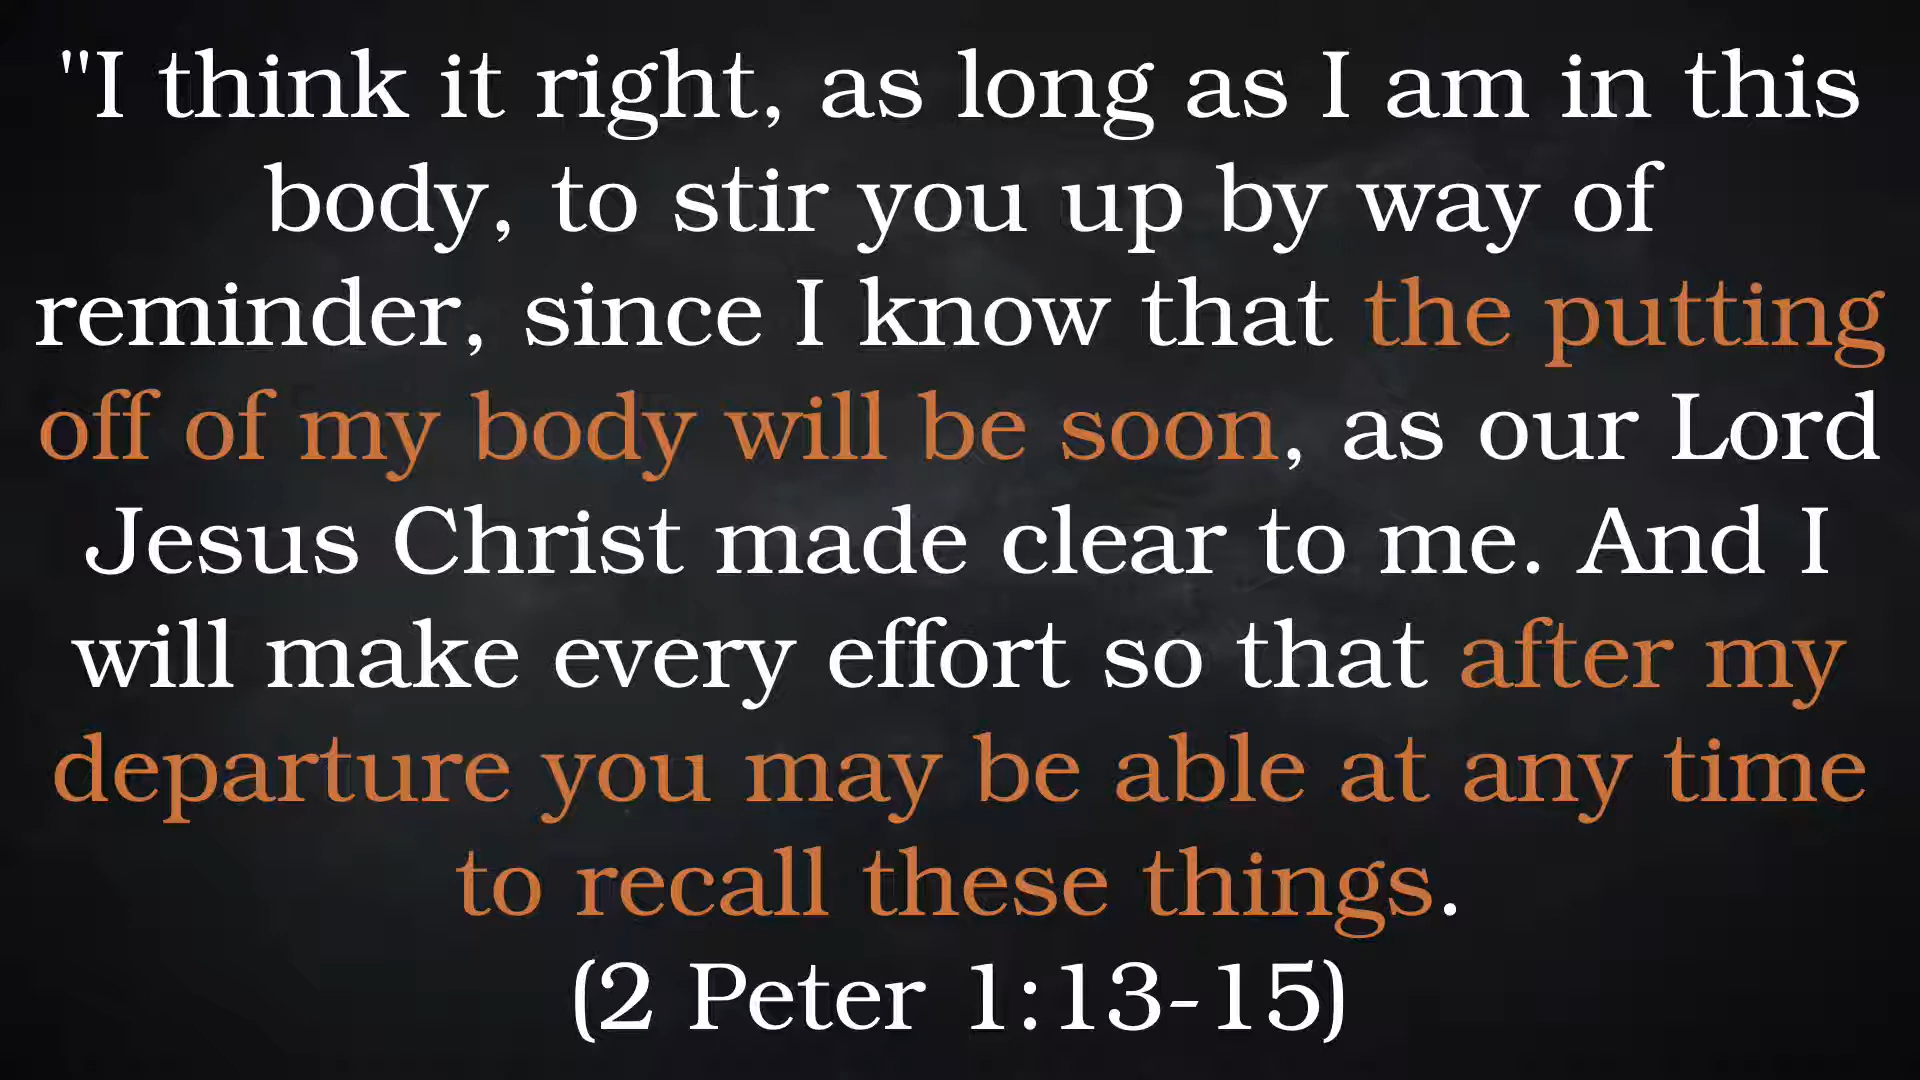 "I think it right, as long as I am in this
body, to stir you up by way of
reminder, since I know that the putting
off of my body will be soon, as our Lord
Jesus Christ made clear to me. And I
will make every effort so that after my
departure you may be able at any time
to recall these things.
(2 Peter 1:13-15)